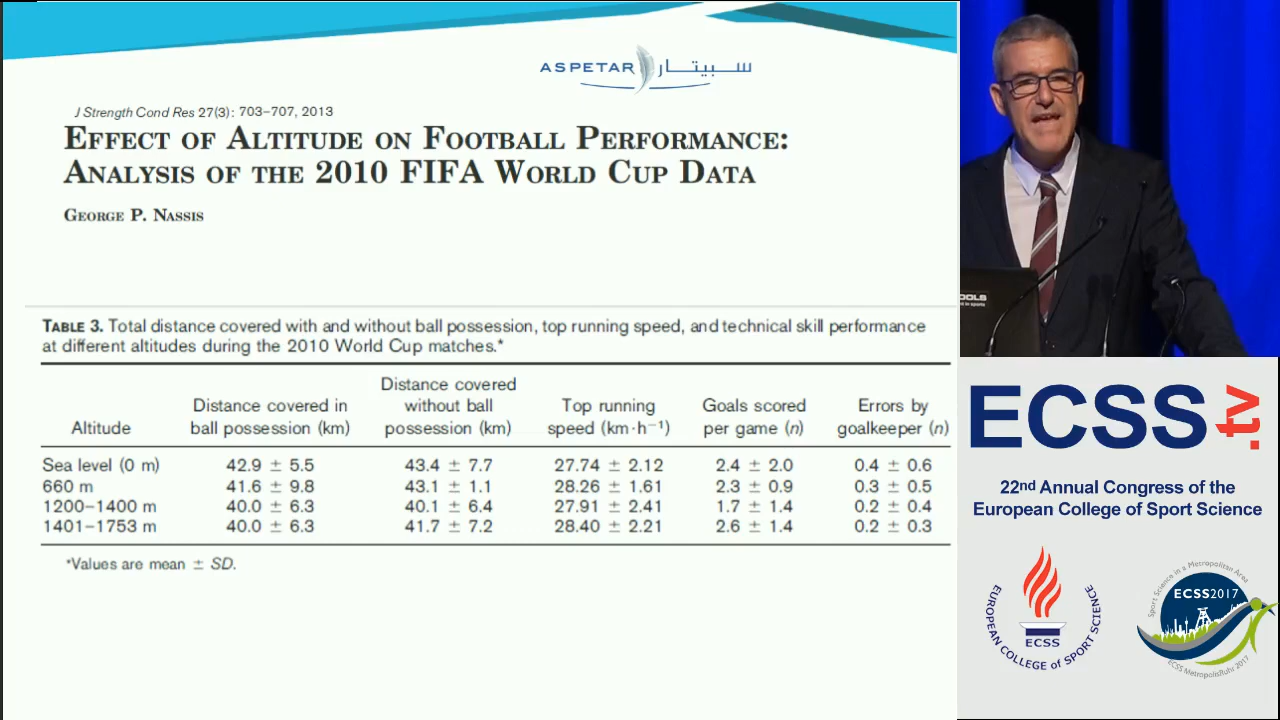 ASPETAR سبيتار
J Strength Cond Res 27(3): 703–707, 2013
EFFECT OF ALTITUDE ON FOOTBALL PERFORMANCE:
ANALYSIS OF THE 2010 FIFA WORLD CUP DATA
GEORGE P. NASSIS
TABLE 3. Total distance covered with and without ball possession, top running speed, and technical skill performance
at different altitudes during the 2010 World Cup matches.*
Altitude
Distance covered in
ball possession (km)
Distance covered
without ball
possession (km)
Top running
speed (km·h⁻¹)
Goals scored
per game (n)
Errors by
goalkeeper (n)
Sea level (0 m) 42.9 ± 5.5 43.4 ± 7.7 27.74 ± 2.12 2.4 ± 2.0 0.4 ± 0.6
660 m 41.6 ± 9.8 43.1 ± 1.1 28.26 ± 1.61 2.3 ± 0.9 0.3 ± 0.5
1200–1400 m 40.0 ± 6.3 40.1 ± 6.4 27.91 ± 2.41 1.7 ± 1.4 0.2 ± 0.4
1401–1753 m 40.0 ± 6.3 41.7 ± 7.2 28.40 ± 2.21 2.6 ± 1.4 0.2 ± 0.3
*Values are mean ± SD.
ECSS.tv
22nd Annual Congress of the
European College of Sport Science
EUROPEAN COLLEGE of SPORT SCIENCE
ECSS
Sport Science in a Metropolitan Area
ECSS2017
ECSS MetropolisRuhr 2017